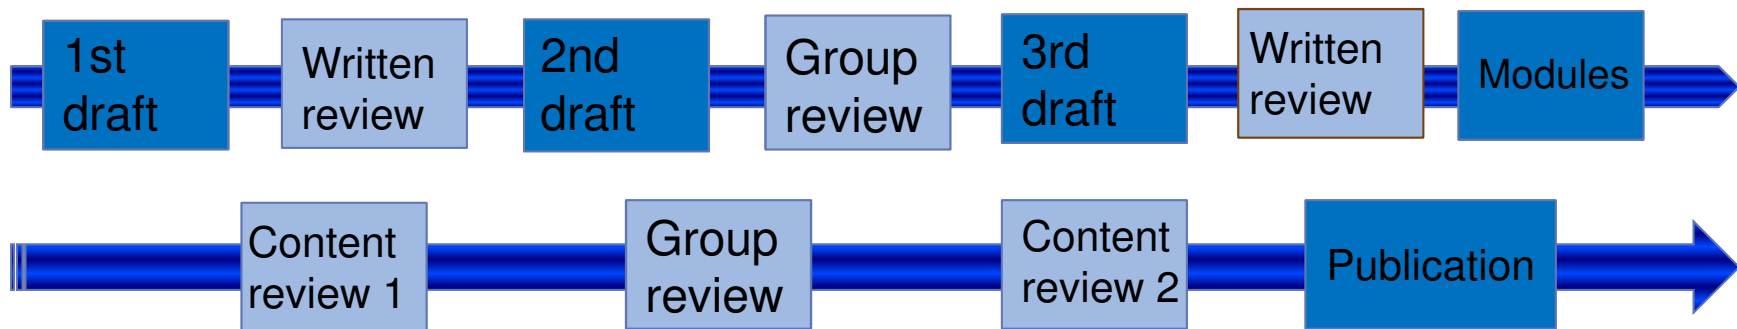 1st
draft
Written
review
2nd
draft
Group
review
3rd
draft
Written
review
Modules
Content
review 1
Group
review
Content
review 2
Publication